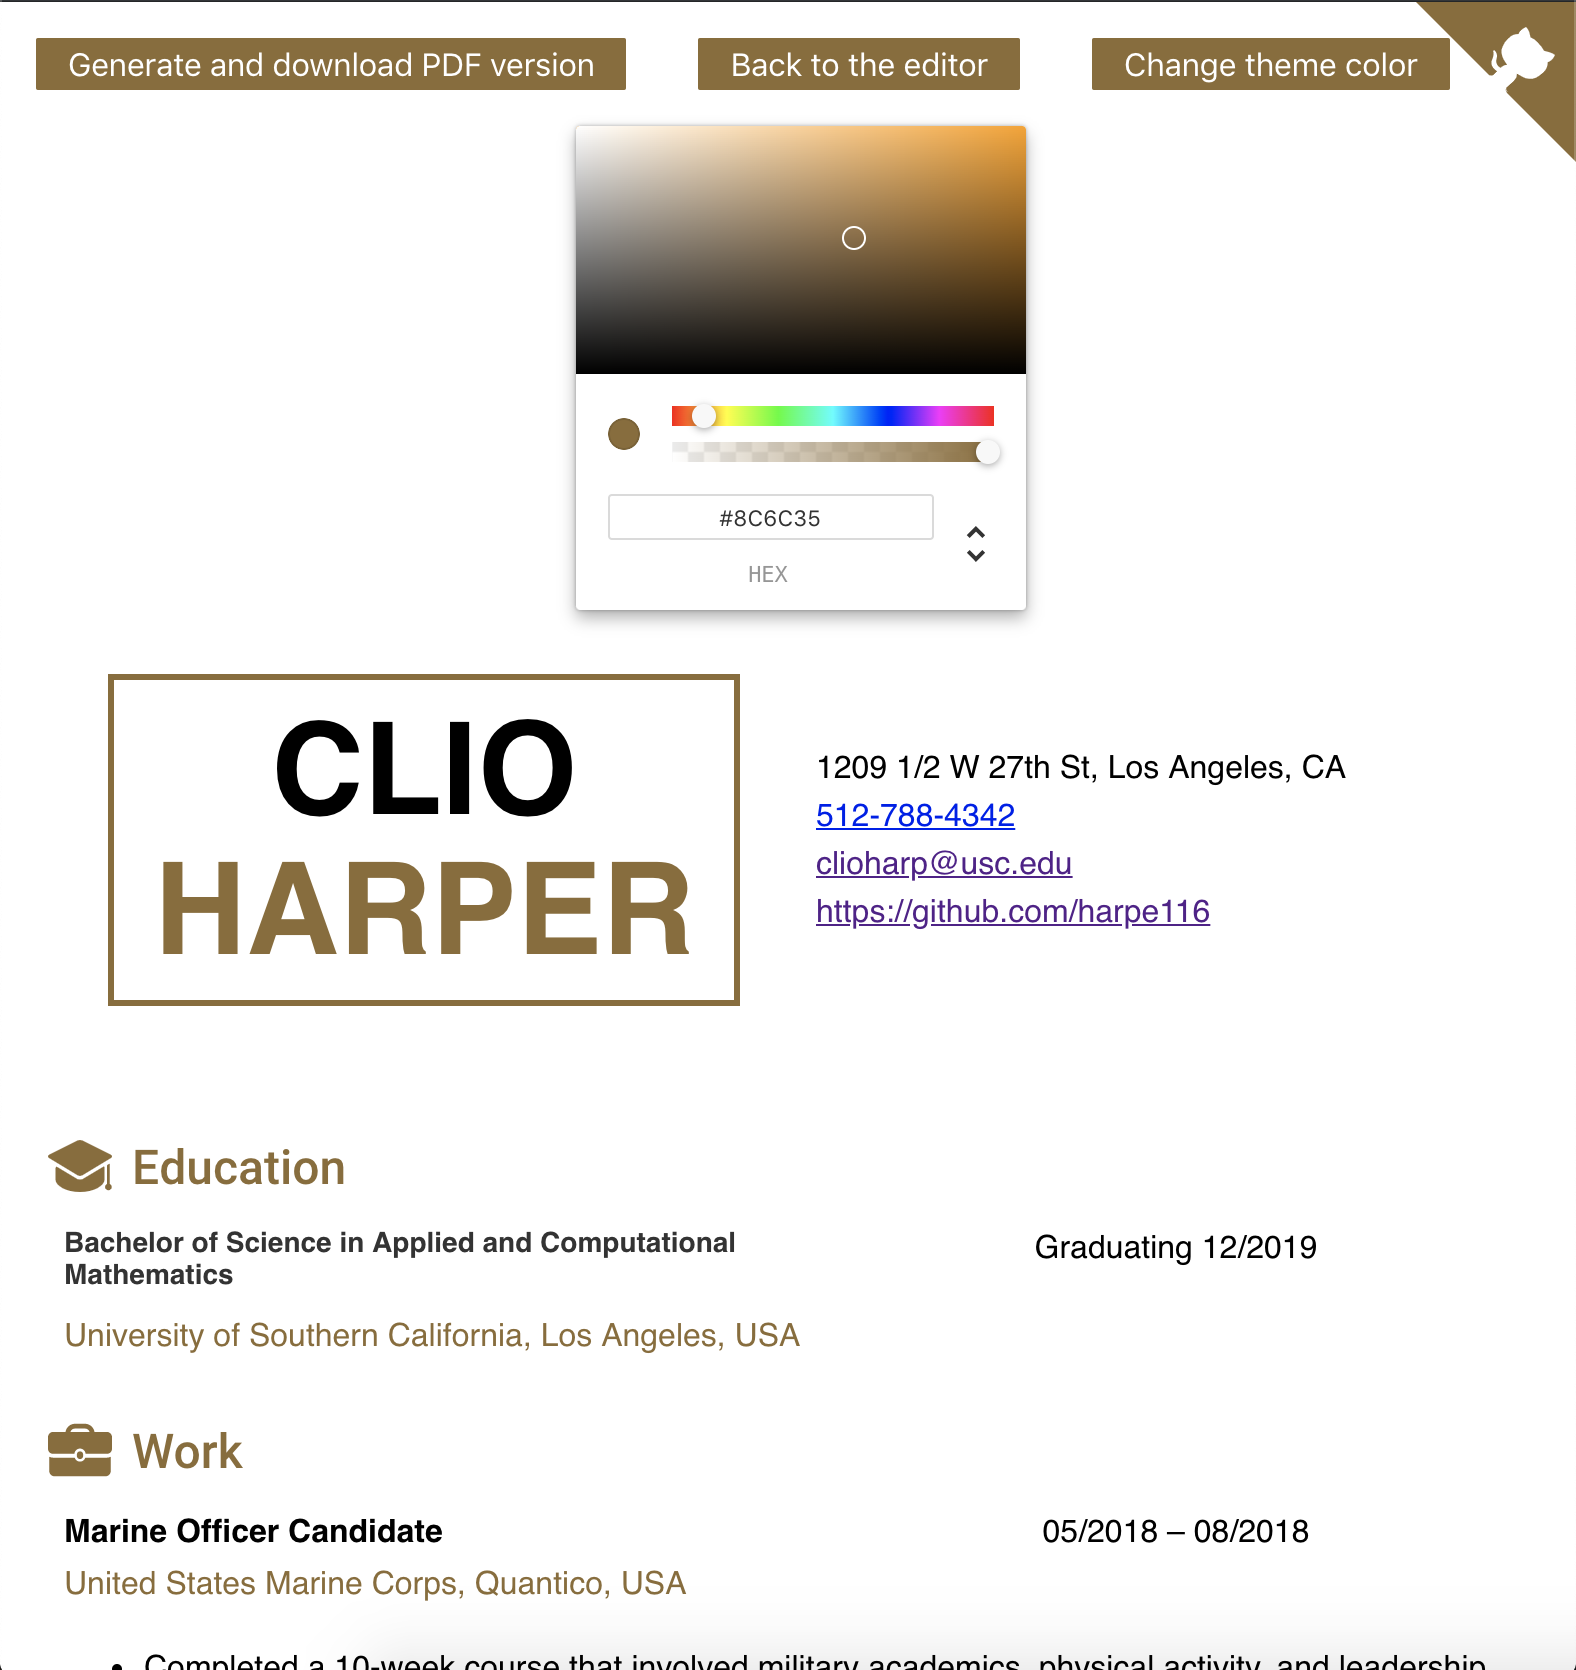 Generate and download PDF version
Back to the editor
Change theme color
#8C6C35
HEX
CLIO
HARPER
1209 1/2 W 27th St, Los Angeles, CA
512-788-4342
clioharp@usc.edu
https://github.com/harpe116
Education
Bachelor of Science in Applied and Computational
Mathematics
Graduating 12/2019
University of Southern California, Los Angeles, USA
Work
Marine Officer Candidate
05/2018 – 08/2018
United States Marine Corps, Quantico, USA
• Completed a 10-week course that involved military academics, physical activity, and leadership